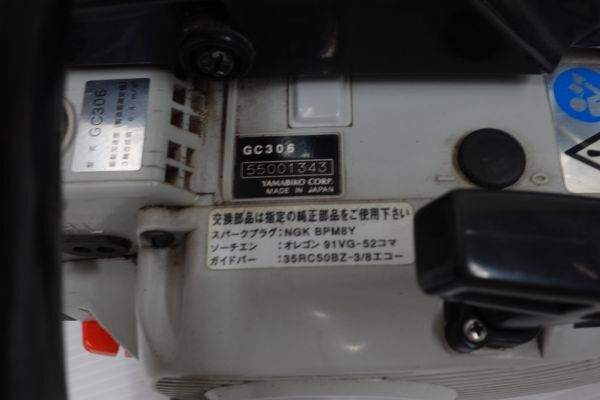 型式 GC306
GC306
55001343
YAMABIKO CORP.
MADE IN JAPAN
交換部品は指定の純正部品をご使用下さい
スパークプラグ:NGK BPM8Y
ソーチエン :オレゴン 91VG-52コマ
ガイドバー :35RC50BZ-3/8エコー